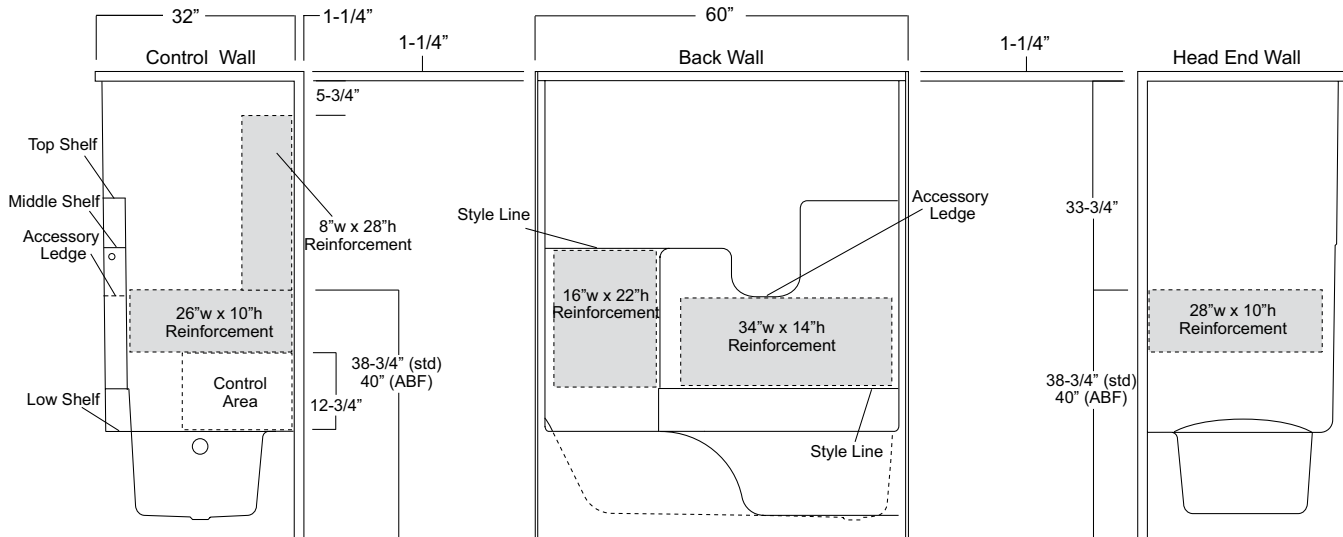 32”
1-1/4”
60”
1-1/4”
1-1/4”
Control Wall
Back Wall
Head End Wall
5-3/4”
Top Shelf
Middle Shelf
Accessory
Ledge
8”w x 28”h
Reinforcement
Style Line
Accessory
Ledge
33-3/4”
26”w x 10”h
Reinforcement
16”w x 22”h
Reinforcement
34”w x 14”h
Reinforcement
28”w x 10”h
Reinforcement
Control
Area
38-3/4” (std)
40” (ABF)
12-3/4”
38-3/4” (std)
40” (ABF)
Low Shelf
Style Line